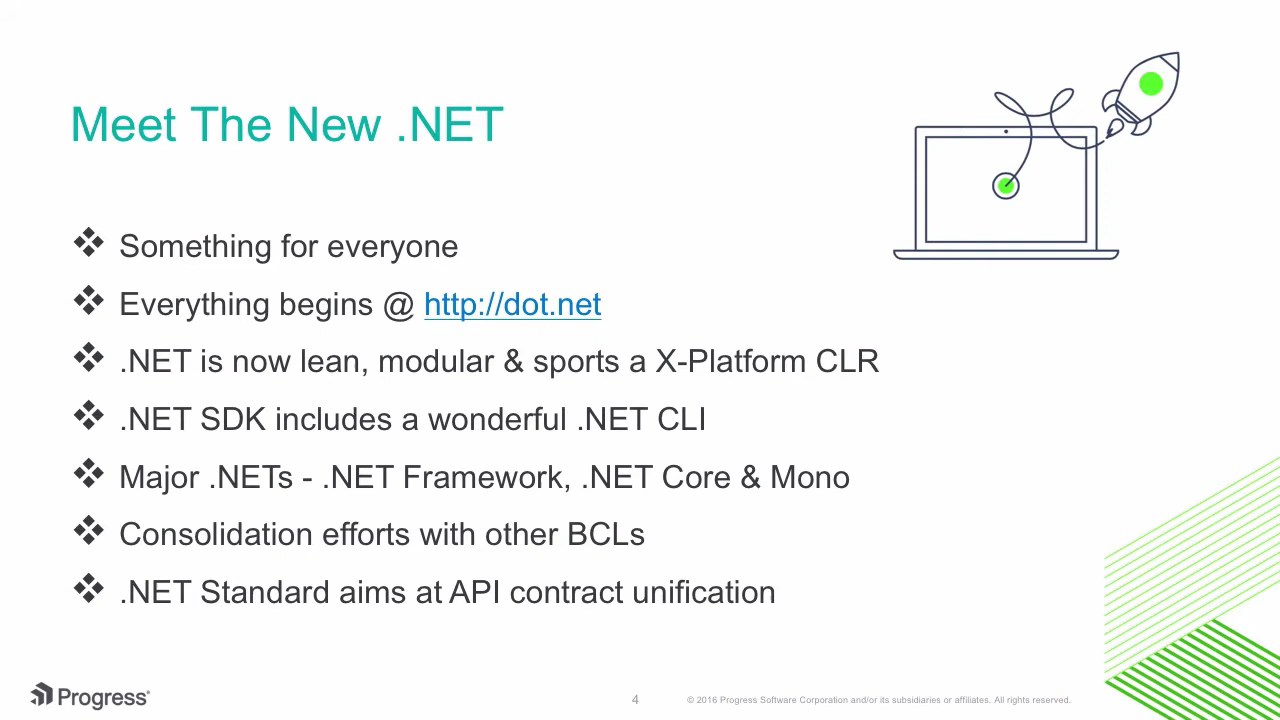 Meet The New .NET
❖ Something for everyone
❖ Everything begins @ http://dot.net
❖ .NET is now lean, modular & sports a X-Platform CLR
❖ .NET SDK includes a wonderful .NET CLI
❖ Major .NETs - .NET Framework, .NET Core & Mono
❖ Consolidation efforts with other BCLs
❖ .NET Standard aims at API contract unification
Progress
4
© 2016 Progress Software Corporation and/or its subsidiaries or affiliates. All rights reserved.